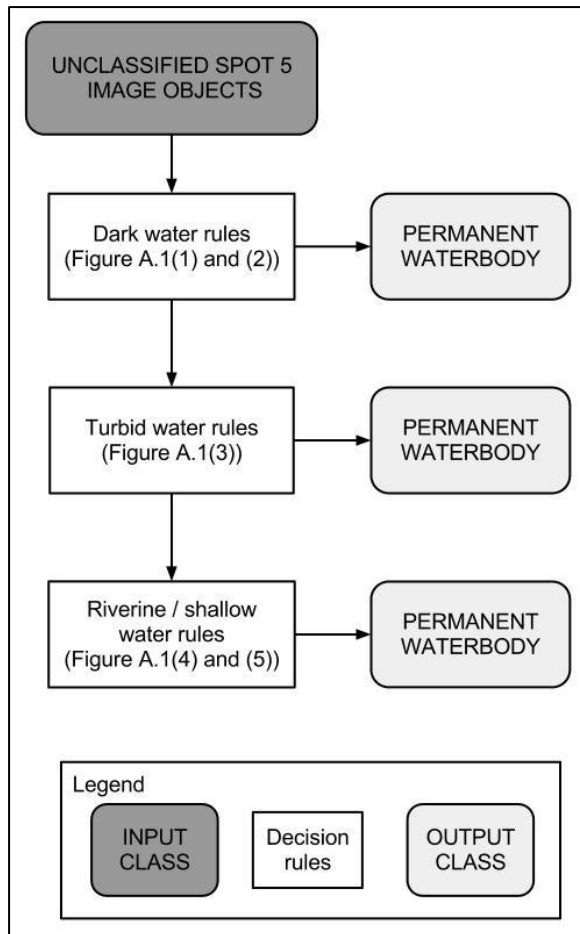 UNCLASSIFIED SPOT 5
IMAGE OBJECTS
Dark water rules
(Figure A.1(1) and (2))
PERMANENT
WATERBODY
Turbid water rules
(Figure A.1(3))
PERMANENT
WATERBODY
Riverine / shallow
water rules
(Figure A.1(4) and (5))
PERMANENT
WATERBODY
Legend
INPUT
CLASS
Decision
rules
OUTPUT
CLASS